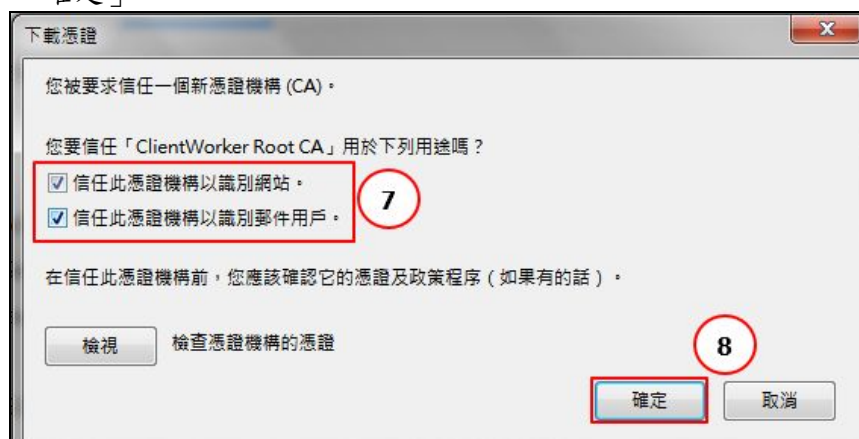 定」
下載憑證
您被要求信任一個新憑證機構 (CA)。
您要信任「ClientWorker Root CA」用於下列用途嗎？
信任此憑證機構以識別網站。
信任此憑證機構以識別郵件用戶。
7
在信任此憑證機構前，您應該確認它的憑證及政策程序（如果有的話）。
檢視 檢查憑證機構的憑證
8
確定 取消